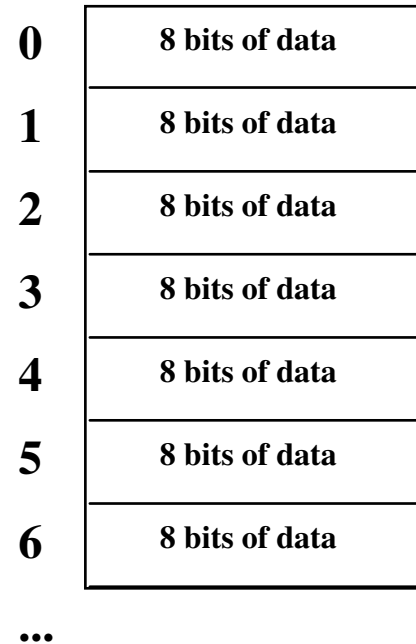 0 8 bits of data
1 8 bits of data
2 8 bits of data
3 8 bits of data
4 8 bits of data
5 8 bits of data
6 8 bits of data
...